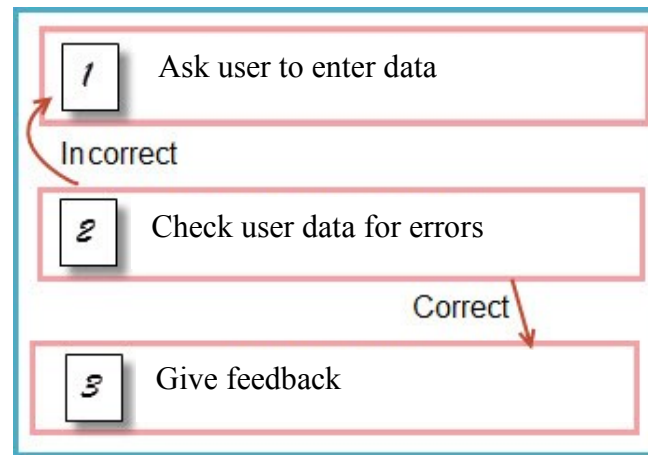 1 Ask user to enter data
Incorrect
2 Check user data for errors
Correct
3 Give feedback